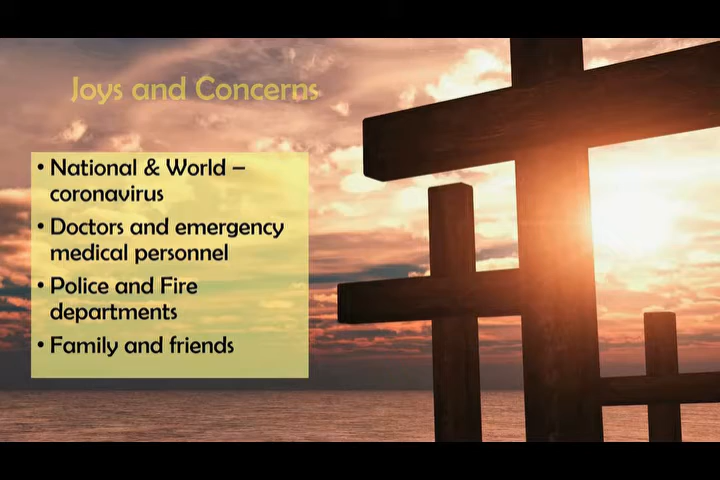 Joys and Concerns
• National & World –
coronavirus
• Doctors and emergency
medical personnel
• Police and Fire
departments
• Family and friends